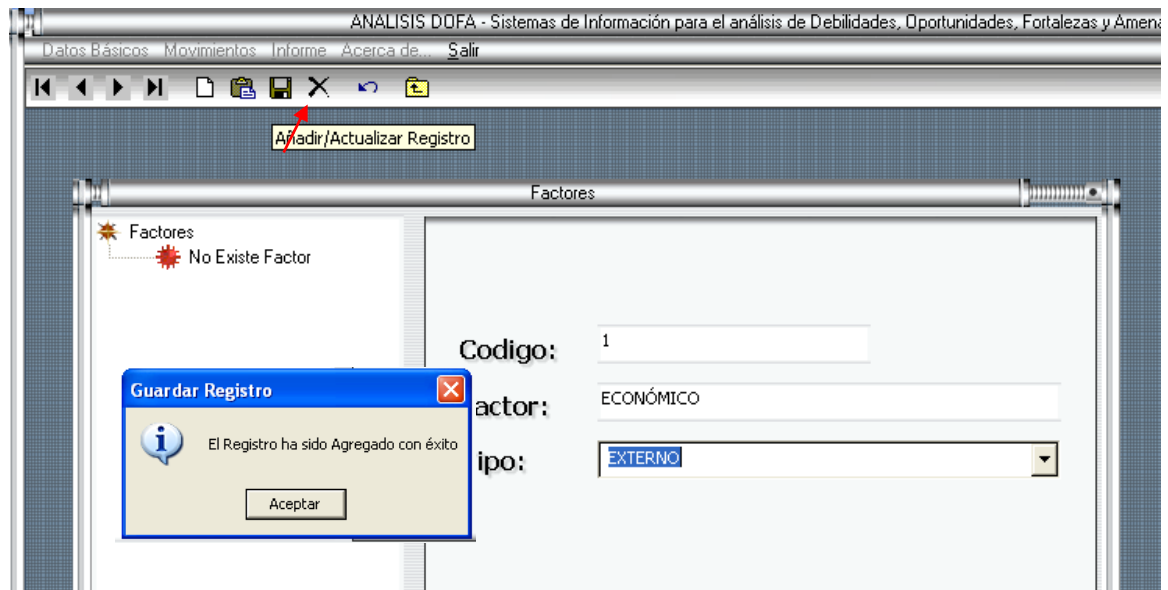 ANALISIS DOFA - Sistemas de Información para el análisis de Debilidades, Oportunidades, Fortalezas y Amena
Datos Básicos Movimientos Informe Acerca de... Salir
Añadir/Actualizar Registro
Factores
Factores
No Existe Factor
Codigo: 1
actor: ECONÓMICO
ipo: EXTERNO
Guardar Registro
El Registro ha sido Agregado con éxito
Aceptar